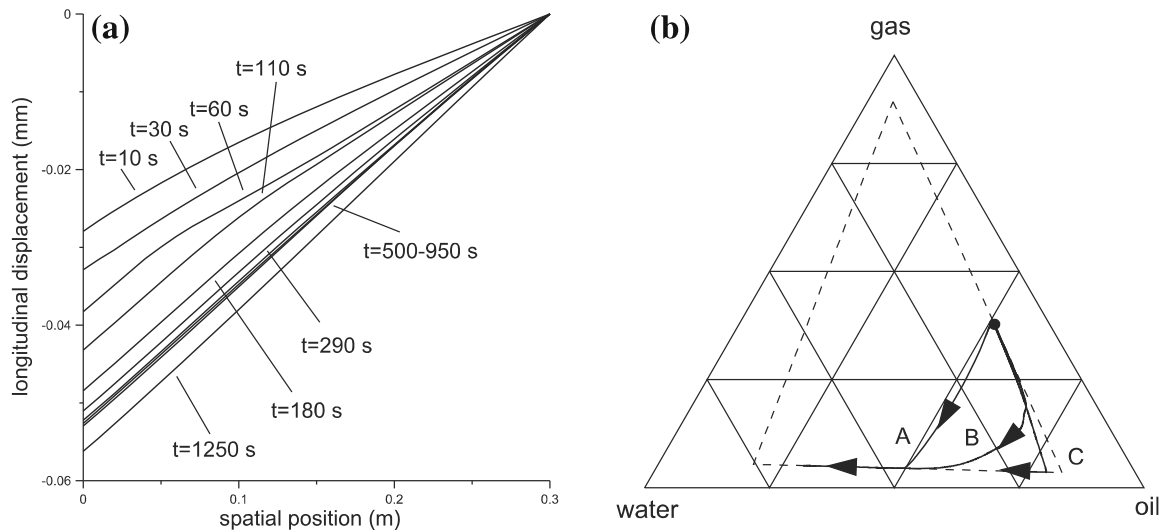 (a)
0
-0.02
-0.04
-0.06
longitudinal displacement (mm)
t=110 s
t=60 s
t=30 s
t=10 s
t=500-950 s
t=290 s
t=180 s
t=1250 s
0
0.1
0.2
0.3
spatial position (m)
(b)
gas
A
B
C
water
oil